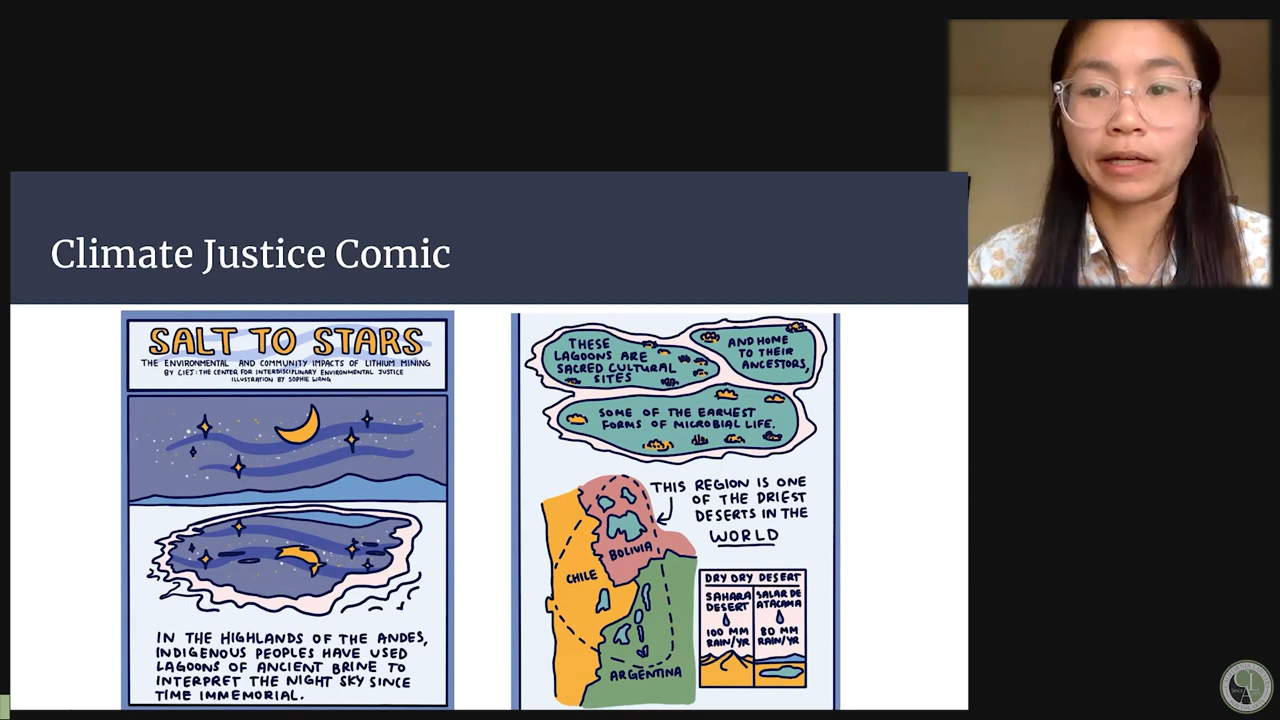 Climate Justice Comic
SALT TO STARS
THE ENVIRONMENTAL AND COMMUNITY IMPACTS OF LITHIUM MINING
BY CIEJ: THE CENTER FOR INTERDISCIPLINARY ENVIRONMENTAL JUSTICE
ILLUSTRATION BY SOPHIE WANG
IN THE HIGHLANDS OF THE ANDES,
INDIGENOUS PEOPLES HAVE USED
LAGOONS OF ANCIENT BRINE TO
INTERPRET THE NIGHT SKY SINCE
TIME IMMEMORIAL.
THESE
LAGOONS ARE
SACRED CULTURAL
SITES
AND HOME
TO THEIR
ANCESTORS,
SOME OF THE EARLIEST
FORMS OF MICROBIAL LIFE.
THIS REGION IS ONE
OF THE DRIEST
DESERTS IN THE
WORLD
BOLIVIA
CHILE
ARGENTINA
DRY DRY DESERT
SAHARA
DESERT
100 MM
RAIN/YR
SALAR DE
ATACAMA
80 MM
RAIN/YR